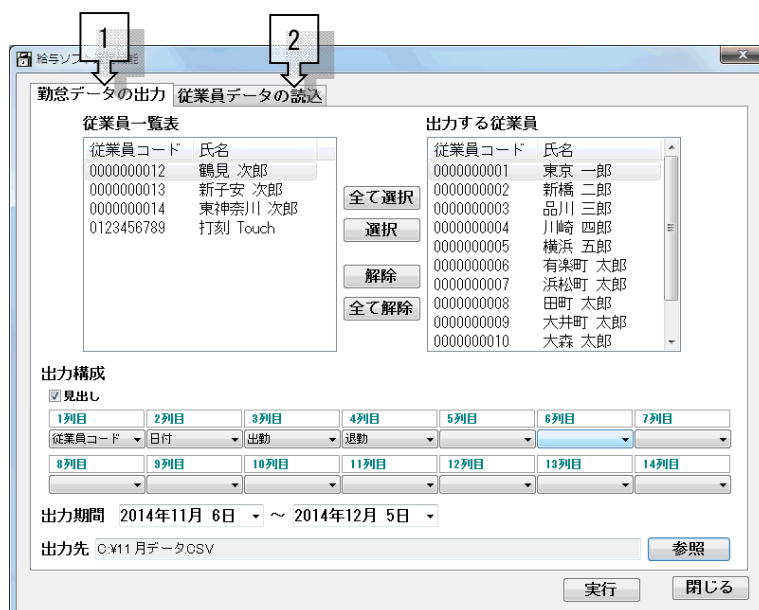 1
2
給与ソフト
勤怠データの出力 従業員データの読込
従業員一覧表
従業員コード 氏名
0000000012 鶴見 次郎
0000000013 新子安 次郎
0000000014 東神奈川 次郎
0123456789 打刻 Touch
全て選択
選択
解除
全て解除
出力する従業員
従業員コード 氏名
0000000001 東京 一郎
0000000002 新橋 二郎
0000000003 品川 三郎
0000000004 川崎 四郎
0000000005 横浜 五郎
0000000006 有楽町 太郎
0000000007 浜松町 太郎
0000000008 田町 太郎
0000000009 大井町 太郎
0000000010 大森 太郎
出力構成
見出し
1列目 2列目 3列目 4列目 5列目 6列目 7列目
従業員コード 日付 出勤 退勤
8列目 9列目 10列目 11列目 12列目 13列目 14列目
出力期間 2014年11月 6日 ～ 2014年12月 5日
出力先 C:¥11月データ.CSV 参照
実行 閉じる